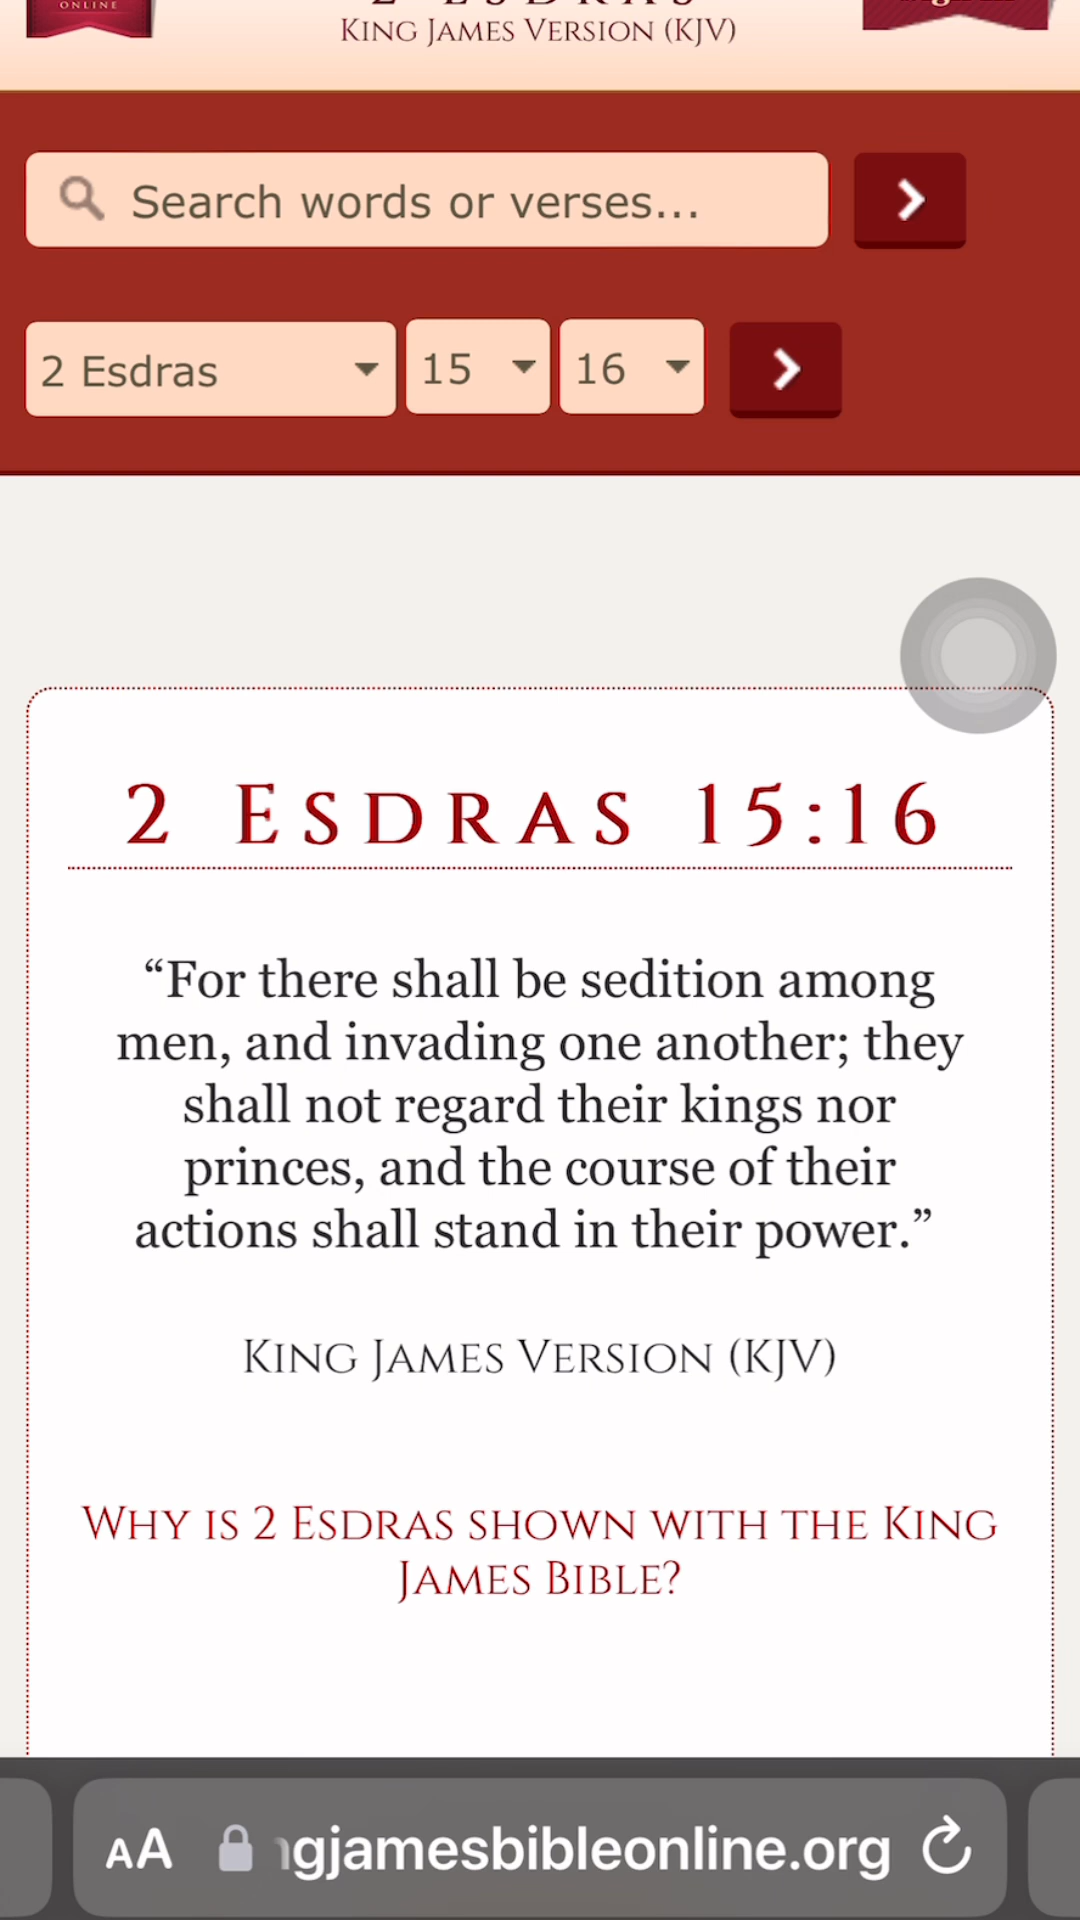 ONLINE
King James Version (KJV)
Search words or verses...
2 Esdras 15 16
2 Esdras 15:16
“For there shall be sedition among
men, and invading one another; they
shall not regard their kings nor
princes, and the course of their
actions shall stand in their power.”
King James Version (KJV)
Why is 2 Esdras shown with the King
James Bible?
AA gjamesbibleonline.org